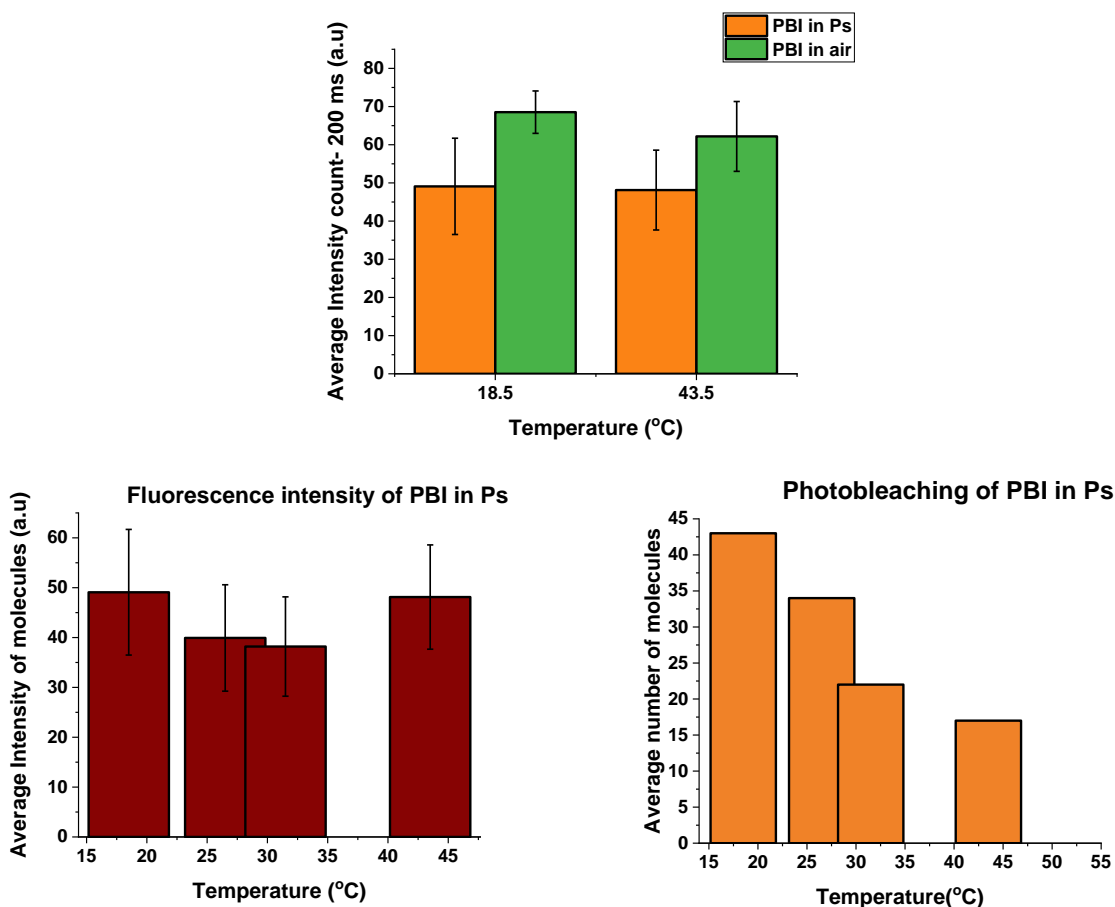 PBI in Ps
PBI in air
Average Intensity count- 200 ms (a.u)
80
70
60
50
40
30
20
10
0
18.5 43.5
Temperature (°C)
Fluorescence intensity of PBI in Ps
Average Intensity of molecules (a.u)
60
50
40
30
20
10
0
15 20 25 30 35 40 45
Temperature (°C)
Photobleaching of PBI in Ps
Average number of molecules
45
40
35
30
25
20
15
10
5
0
15 20 25 30 35 40 45 50 55
Temperature(°C)